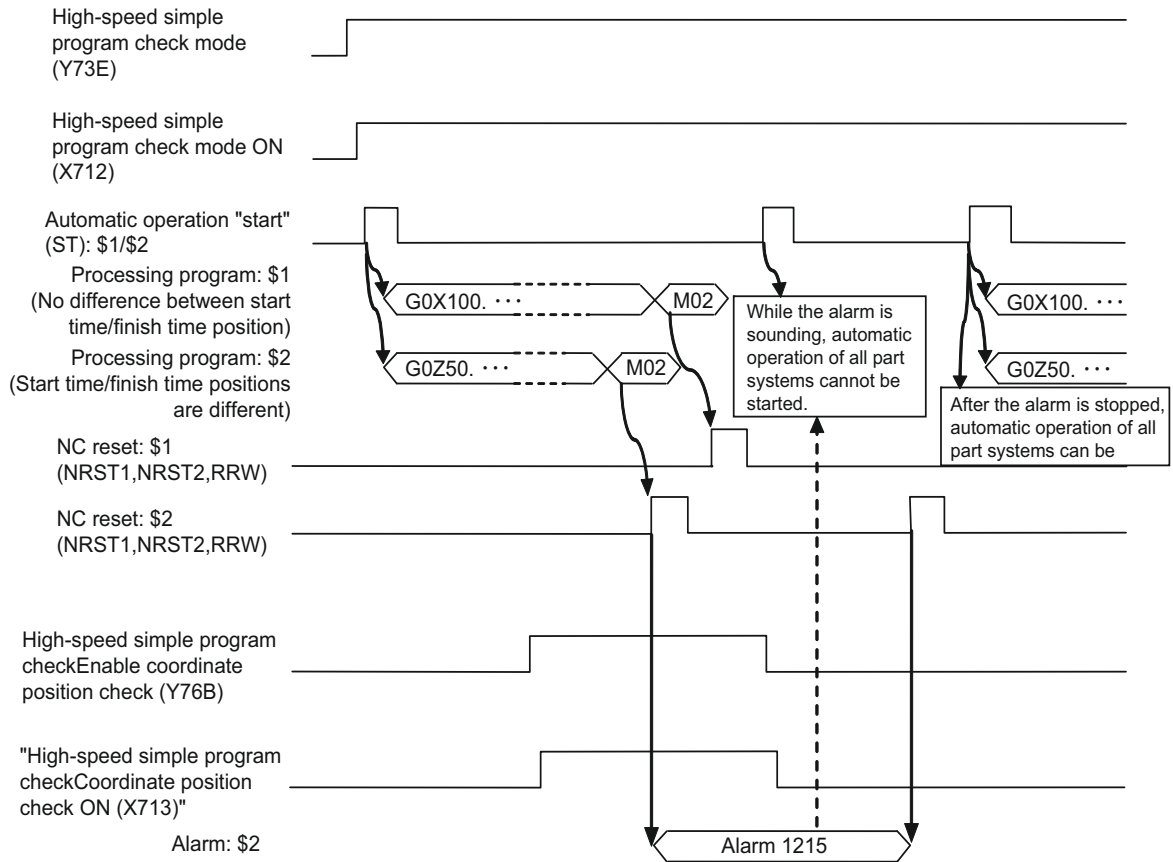 High-speed simple
program check mode
(Y73E)
High-speed simple
program check mode ON
(X712)
Automatic operation "start"
(ST): $1/$2
Processing program: $1
(No difference between start
time/finish time position)
G0X100. ···
M02
While the alarm is
sounding, automatic
operation of all part
systems cannot be
started.
G0X100. ···
Processing program: $2
(Start time/finish time positions
are different)
G0Z50. ···
M02
G0Z50. ···
After the alarm is stopped,
automatic operation of all
part systems can be
NC reset: $1
(NRST1,NRST2,RRW)
NC reset: $2
(NRST1,NRST2,RRW)
High-speed simple program
checkEnable coordinate
position check (Y76B)
"High-speed simple program
checkCoordinate position
check ON (X713)"
Alarm: $2
Alarm 1215